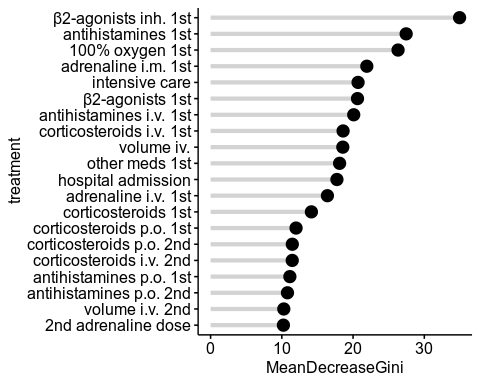 β2-agonists inh. 1st
antihistamines 1st
100% oxygen 1st
adrenaline i.m. 1st
intensive care
β2-agonists 1st
antihistamines i.v. 1st
corticosteroids i.v. 1st
volume iv.
other meds 1st
hospital admission
adrenaline i.v. 1st
corticosteroids 1st
corticosteroids p.o. 1st
corticosteroids p.o. 2nd
corticosteroids i.v. 2nd
antihistamines p.o. 1st
antihistamines p.o. 2nd
volume i.v. 2nd
2nd adrenaline dose
treatment
0 10 20 30
MeanDecreaseGini